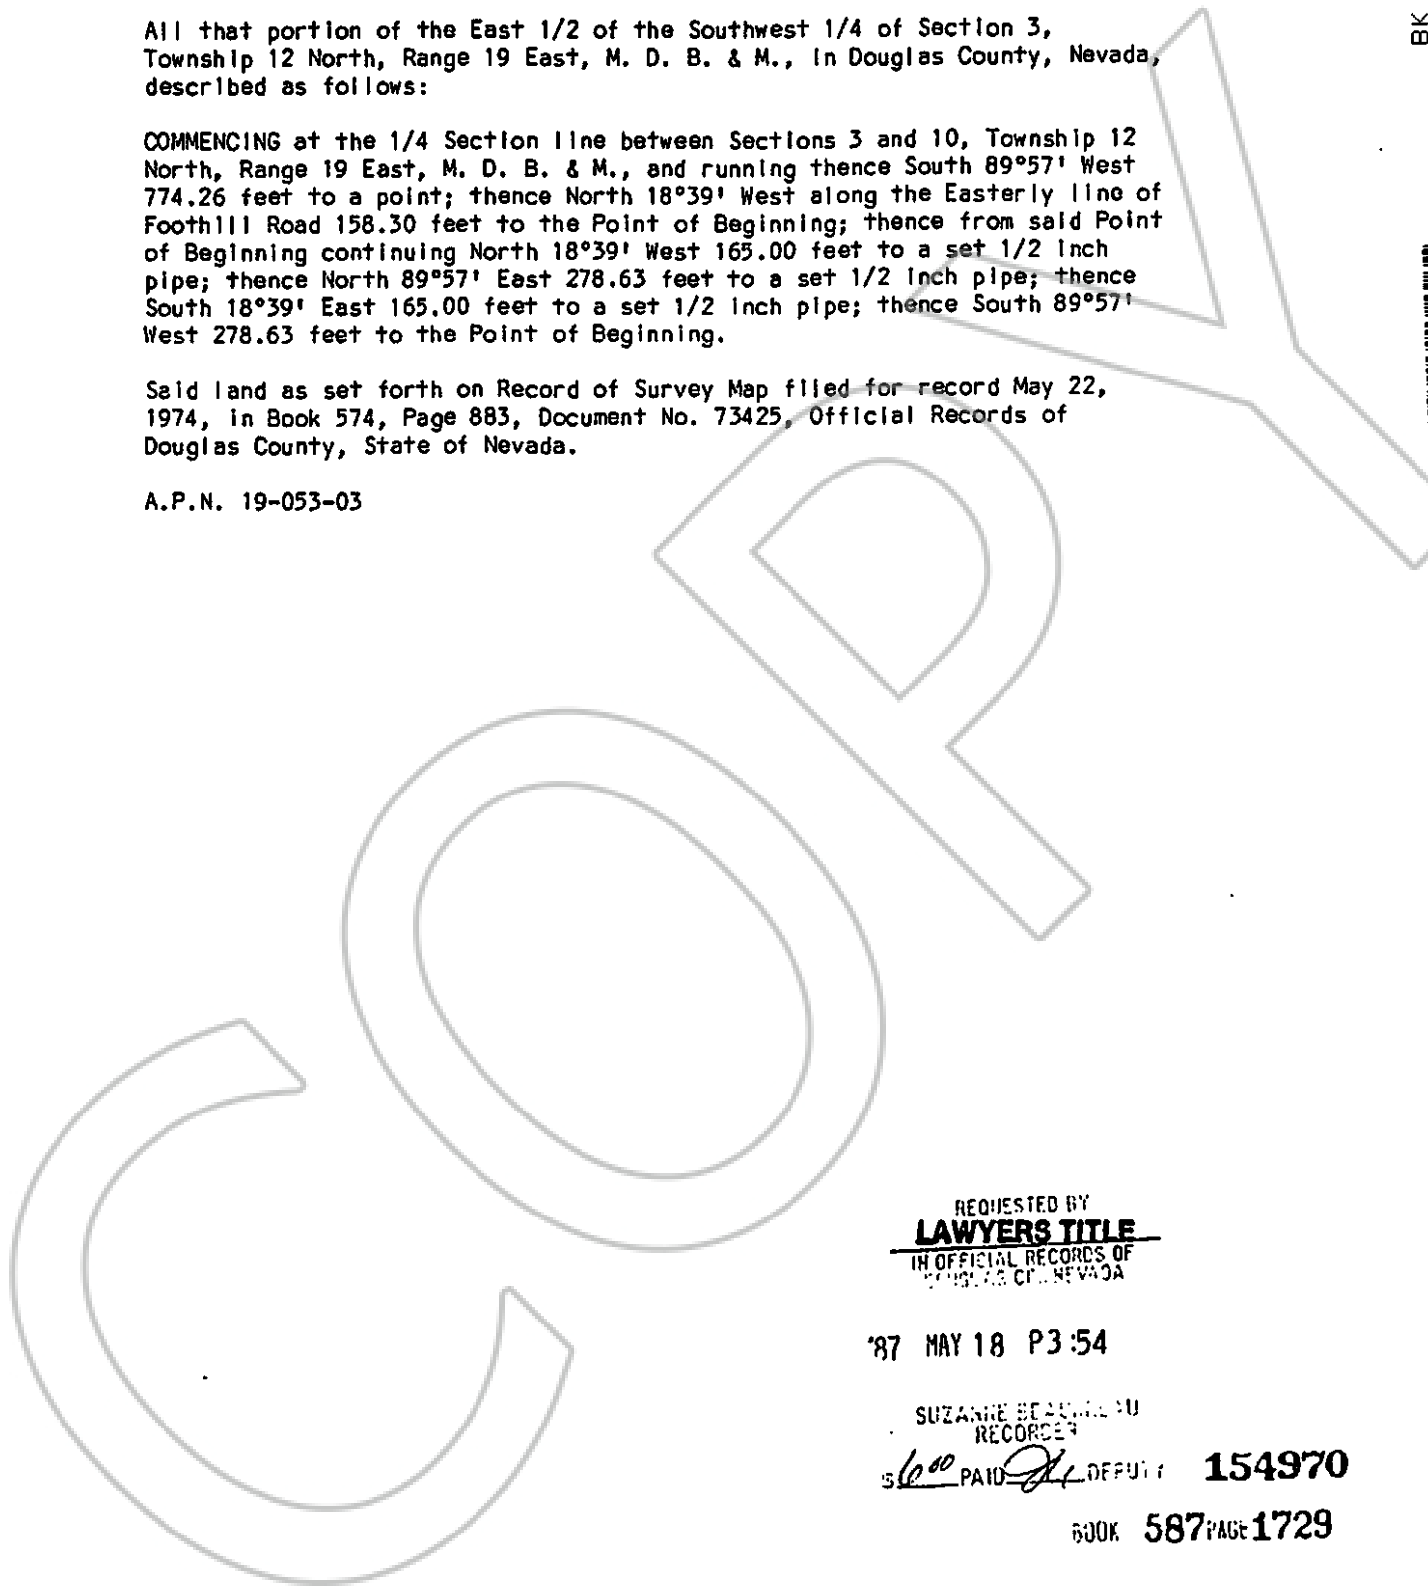 All that portion of the East 1/2 of the Southwest 1/4 of Section 3,
Township 12 North, Range 19 East, M. D. B. & M., in Douglas County, Nevada,
described as follows:
COMMENCING at the 1/4 Section line between Sections 3 and 10, Township 12
North, Range 19 East, M. D. B. & M., and running thence South 89°57' West
774.26 feet to a point; thence North 18°39' West along the Easterly line of
Foothill Road 158.30 feet to the Point of Beginning; thence from said Point
of Beginning continuing North 18°39' West 165.00 feet to a set 1/2 inch
pipe; thence North 89°57' East 278.63 feet to a set 1/2 inch pipe; thence
South 18°39' East 165.00 feet to a set 1/2 inch pipe; thence South 89°57'
West 278.63 feet to the Point of Beginning.
Said land as set forth on Record of Survey Map filed for record May 22,
1974, in Book 574, Page 883, Document No. 73425, Official Records of
Douglas County, State of Nevada.
A.P.N. 19-053-03
BK
COPY
REQUESTED BY
LAWYERS TITLE
IN OFFICIAL RECORDS OF
DOUGLAS CO., NEVADA
'87 MAY 18 P3:54
SUZANNE
RECORDER
$6.00 PAID DEPUTY 154970
BOOK 587 PAGE 1729